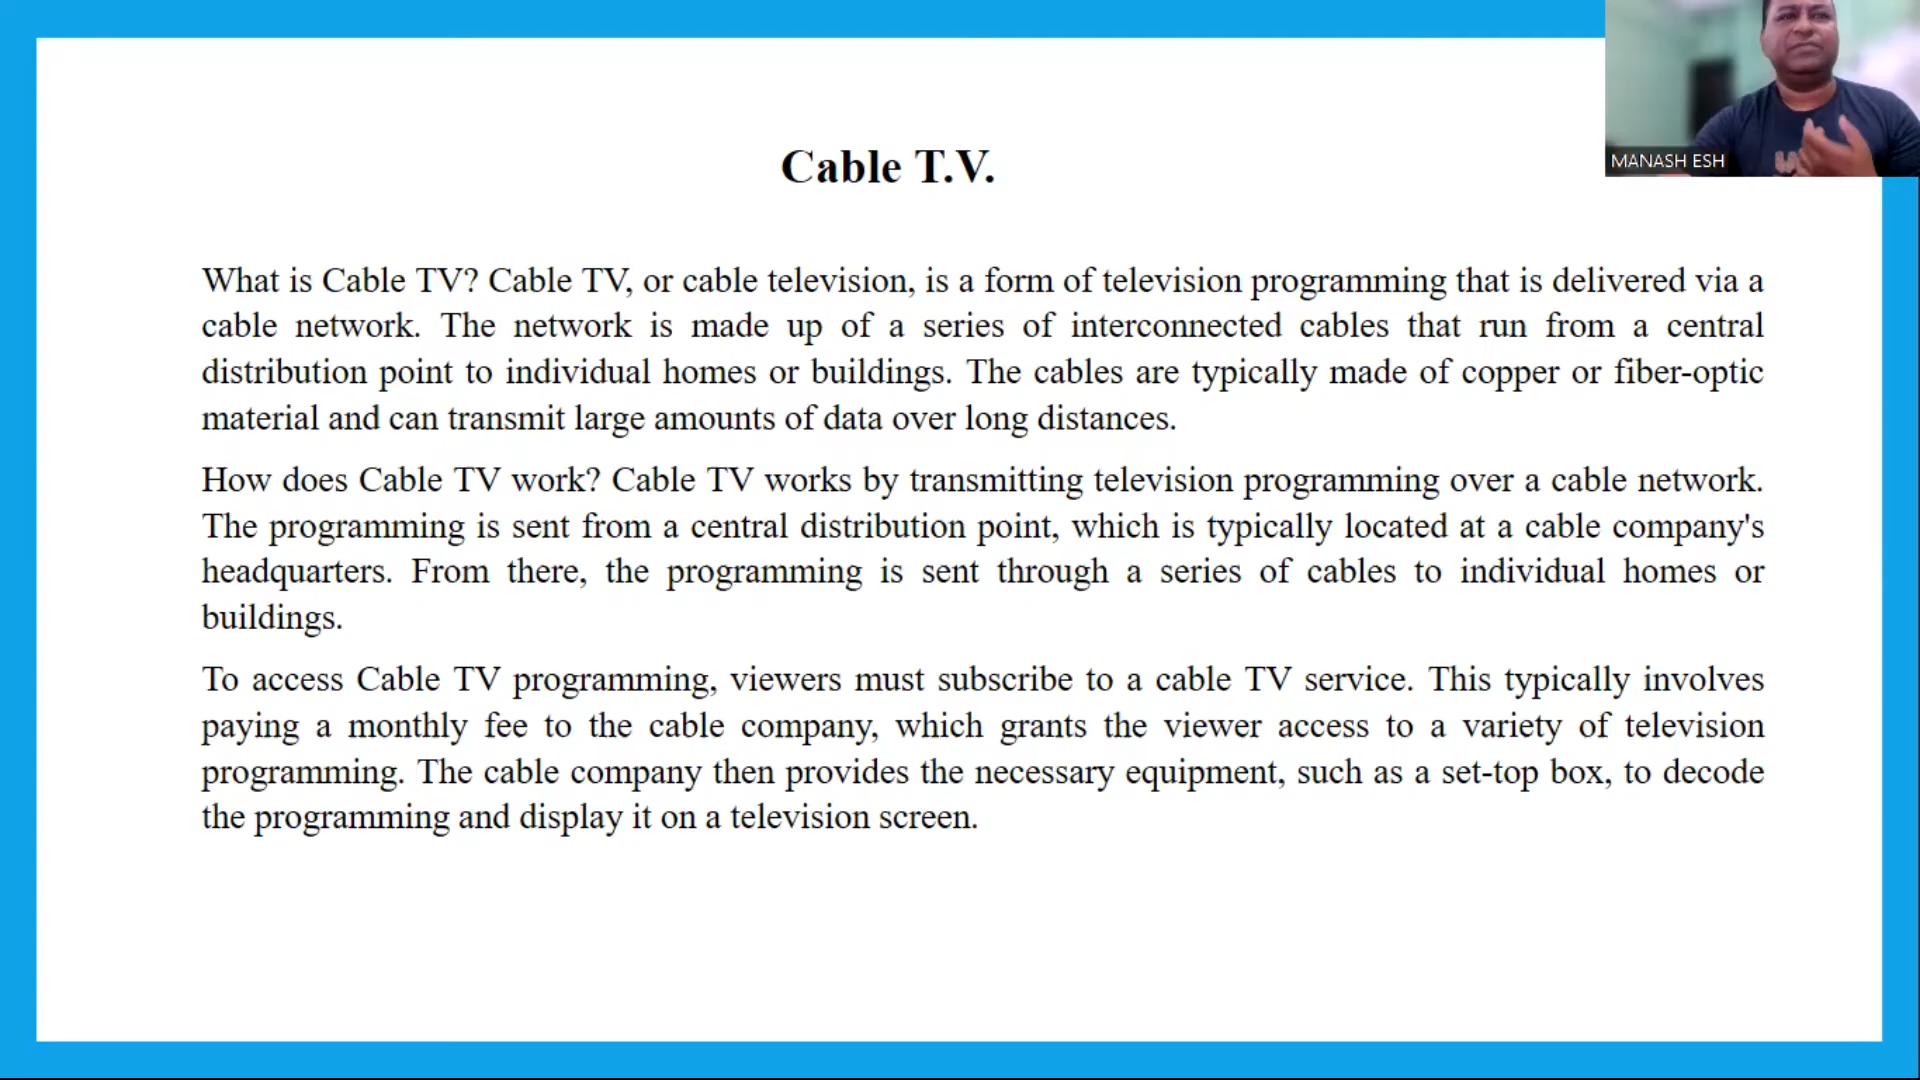 MANASH ESH
Cable T.V.
What is Cable TV? Cable TV, or cable television, is a form of television programming that is delivered via a
cable network. The network is made up of a series of interconnected cables that run from a central
distribution point to individual homes or buildings. The cables are typically made of copper or fiber-optic
material and can transmit large amounts of data over long distances.
How does Cable TV work? Cable TV works by transmitting television programming over a cable network.
The programming is sent from a central distribution point, which is typically located at a cable company's
headquarters. From there, the programming is sent through a series of cables to individual homes or
buildings.
To access Cable TV programming, viewers must subscribe to a cable TV service. This typically involves
paying a monthly fee to the cable company, which grants the viewer access to a variety of television
programming. The cable company then provides the necessary equipment, such as a set-top box, to decode
the programming and display it on a television screen.